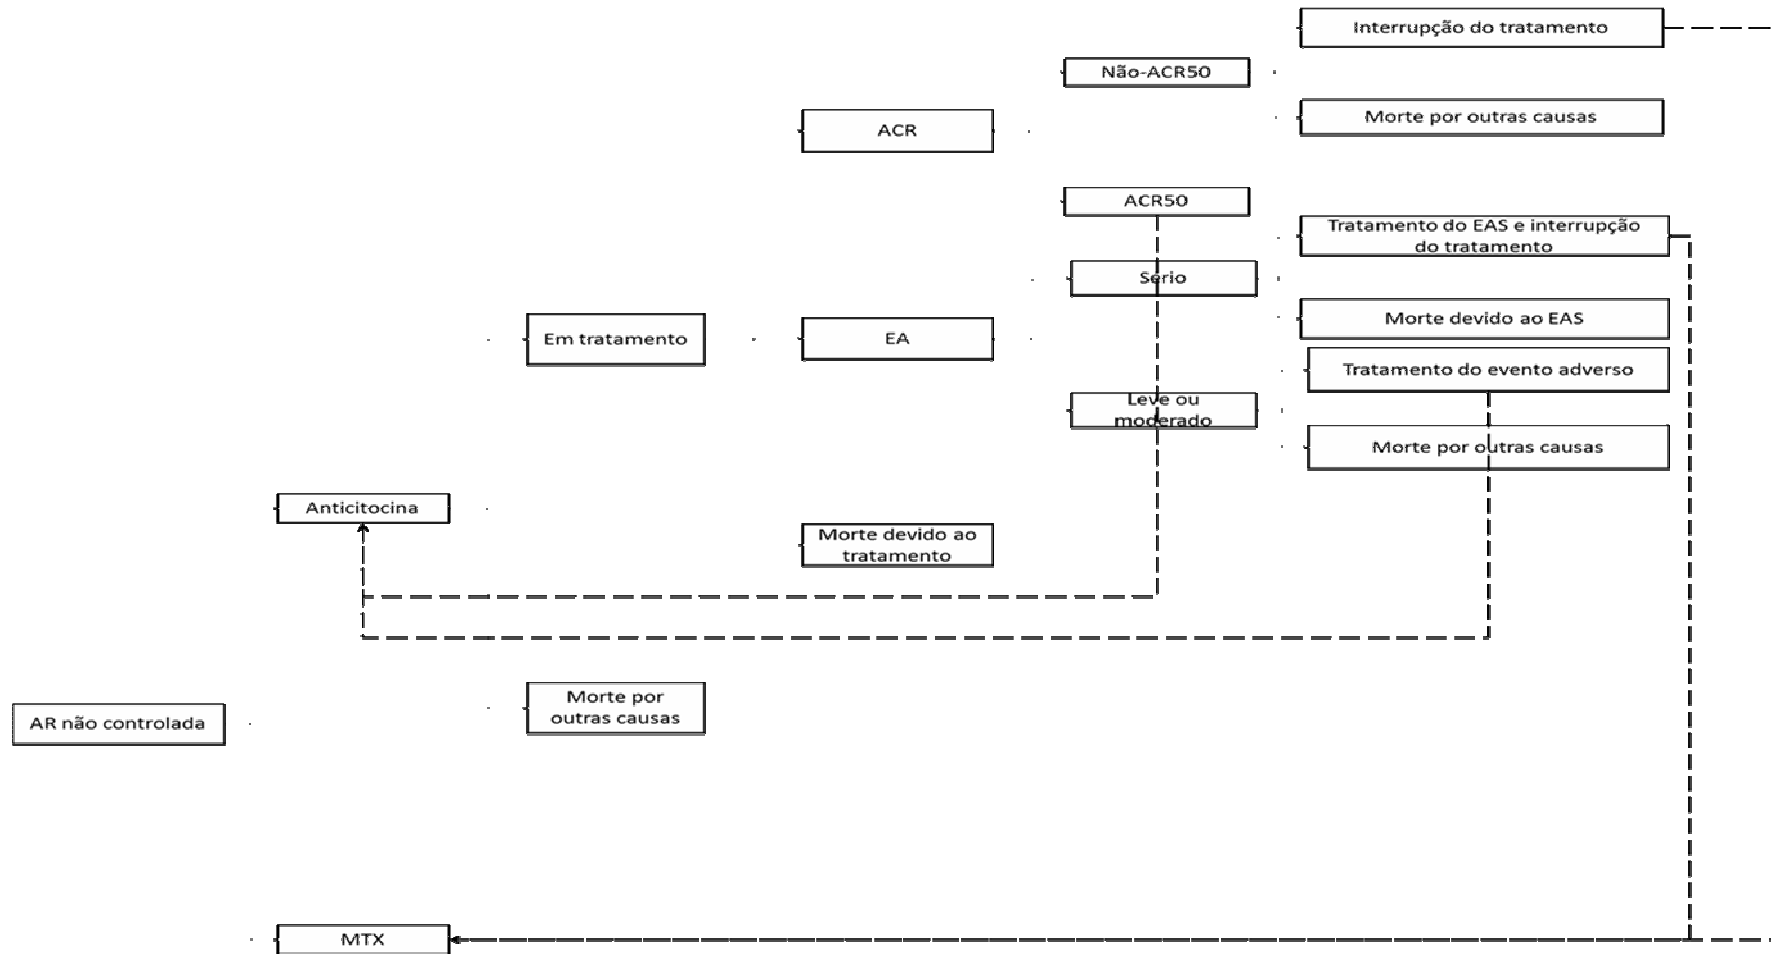 Interrupção do tratamento
Não-ACR50
Morte por outras causas
ACR
ACR50
Tratamento do EAS e interrupção
do tratamento
Serio
Morte devido ao EAS
Em tratamento
EA
Tratamento do evento adverso
Leve ou
moderado
Morte por outras causas
Anticitocina
Morte devido ao
tratamento
Morte por
outras causas
AR não controlada
MTX